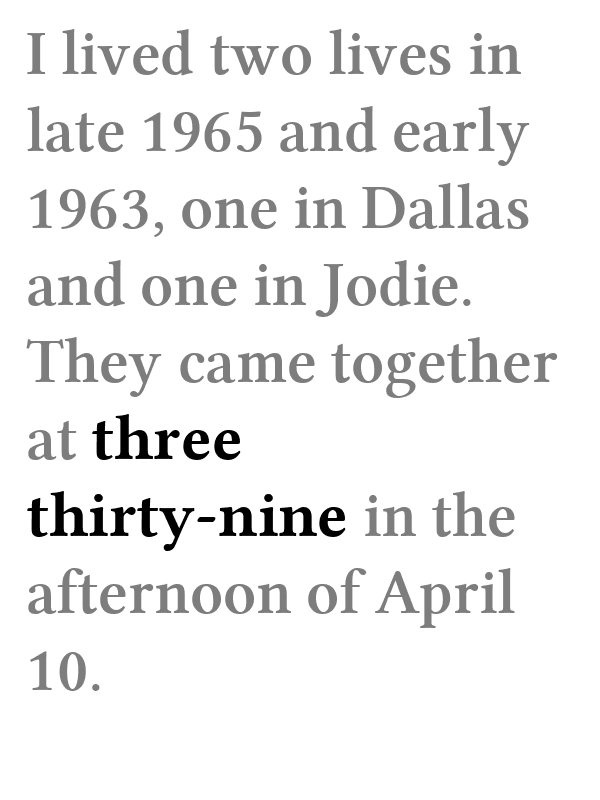 I lived two lives in
late 1965 and early
1963, one in Dallas
and one in Jodie.
They came together
at three
thirty-nine in the
afternoon of April
10.